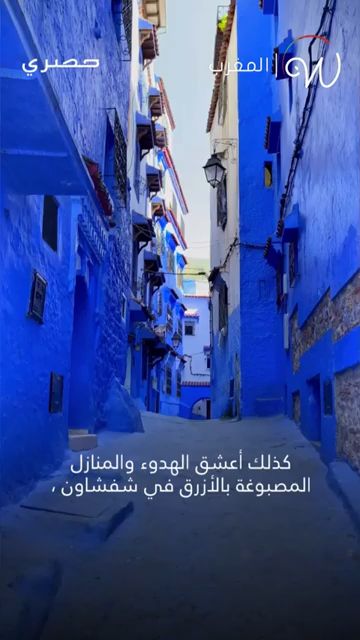 حصري
W | المغرب
كذلك أعشق الهدوء والمنازل
المصبوغة بالأزرق في شفشاون ،